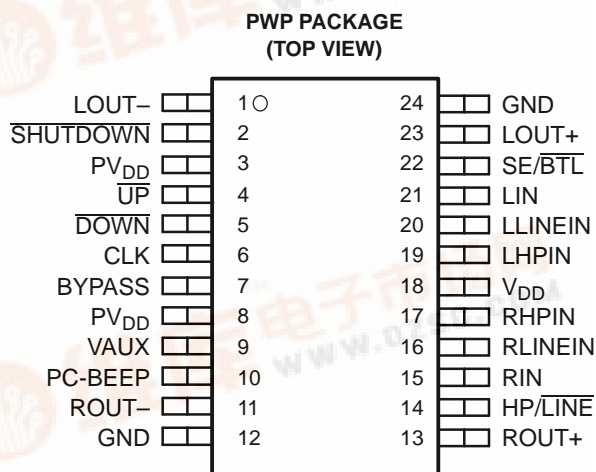 PWP PACKAGE
(TOP VIEW)
LOUT– 1 24 GND
SHUTDOWN 2 23 LOUT+
PVDD 3 22 SE/BTL
UP 4 21 LIN
DOWN 5 20 LLINEIN
CLK 6 19 LHPIN
BYPASS 7 18 VDD
PVDD 8 17 RHPIN
VAUX 9 16 RLINEIN
PC-BEEP 10 15 RIN
ROUT– 11 14 HP/LINE
GND 12 13 ROUT+